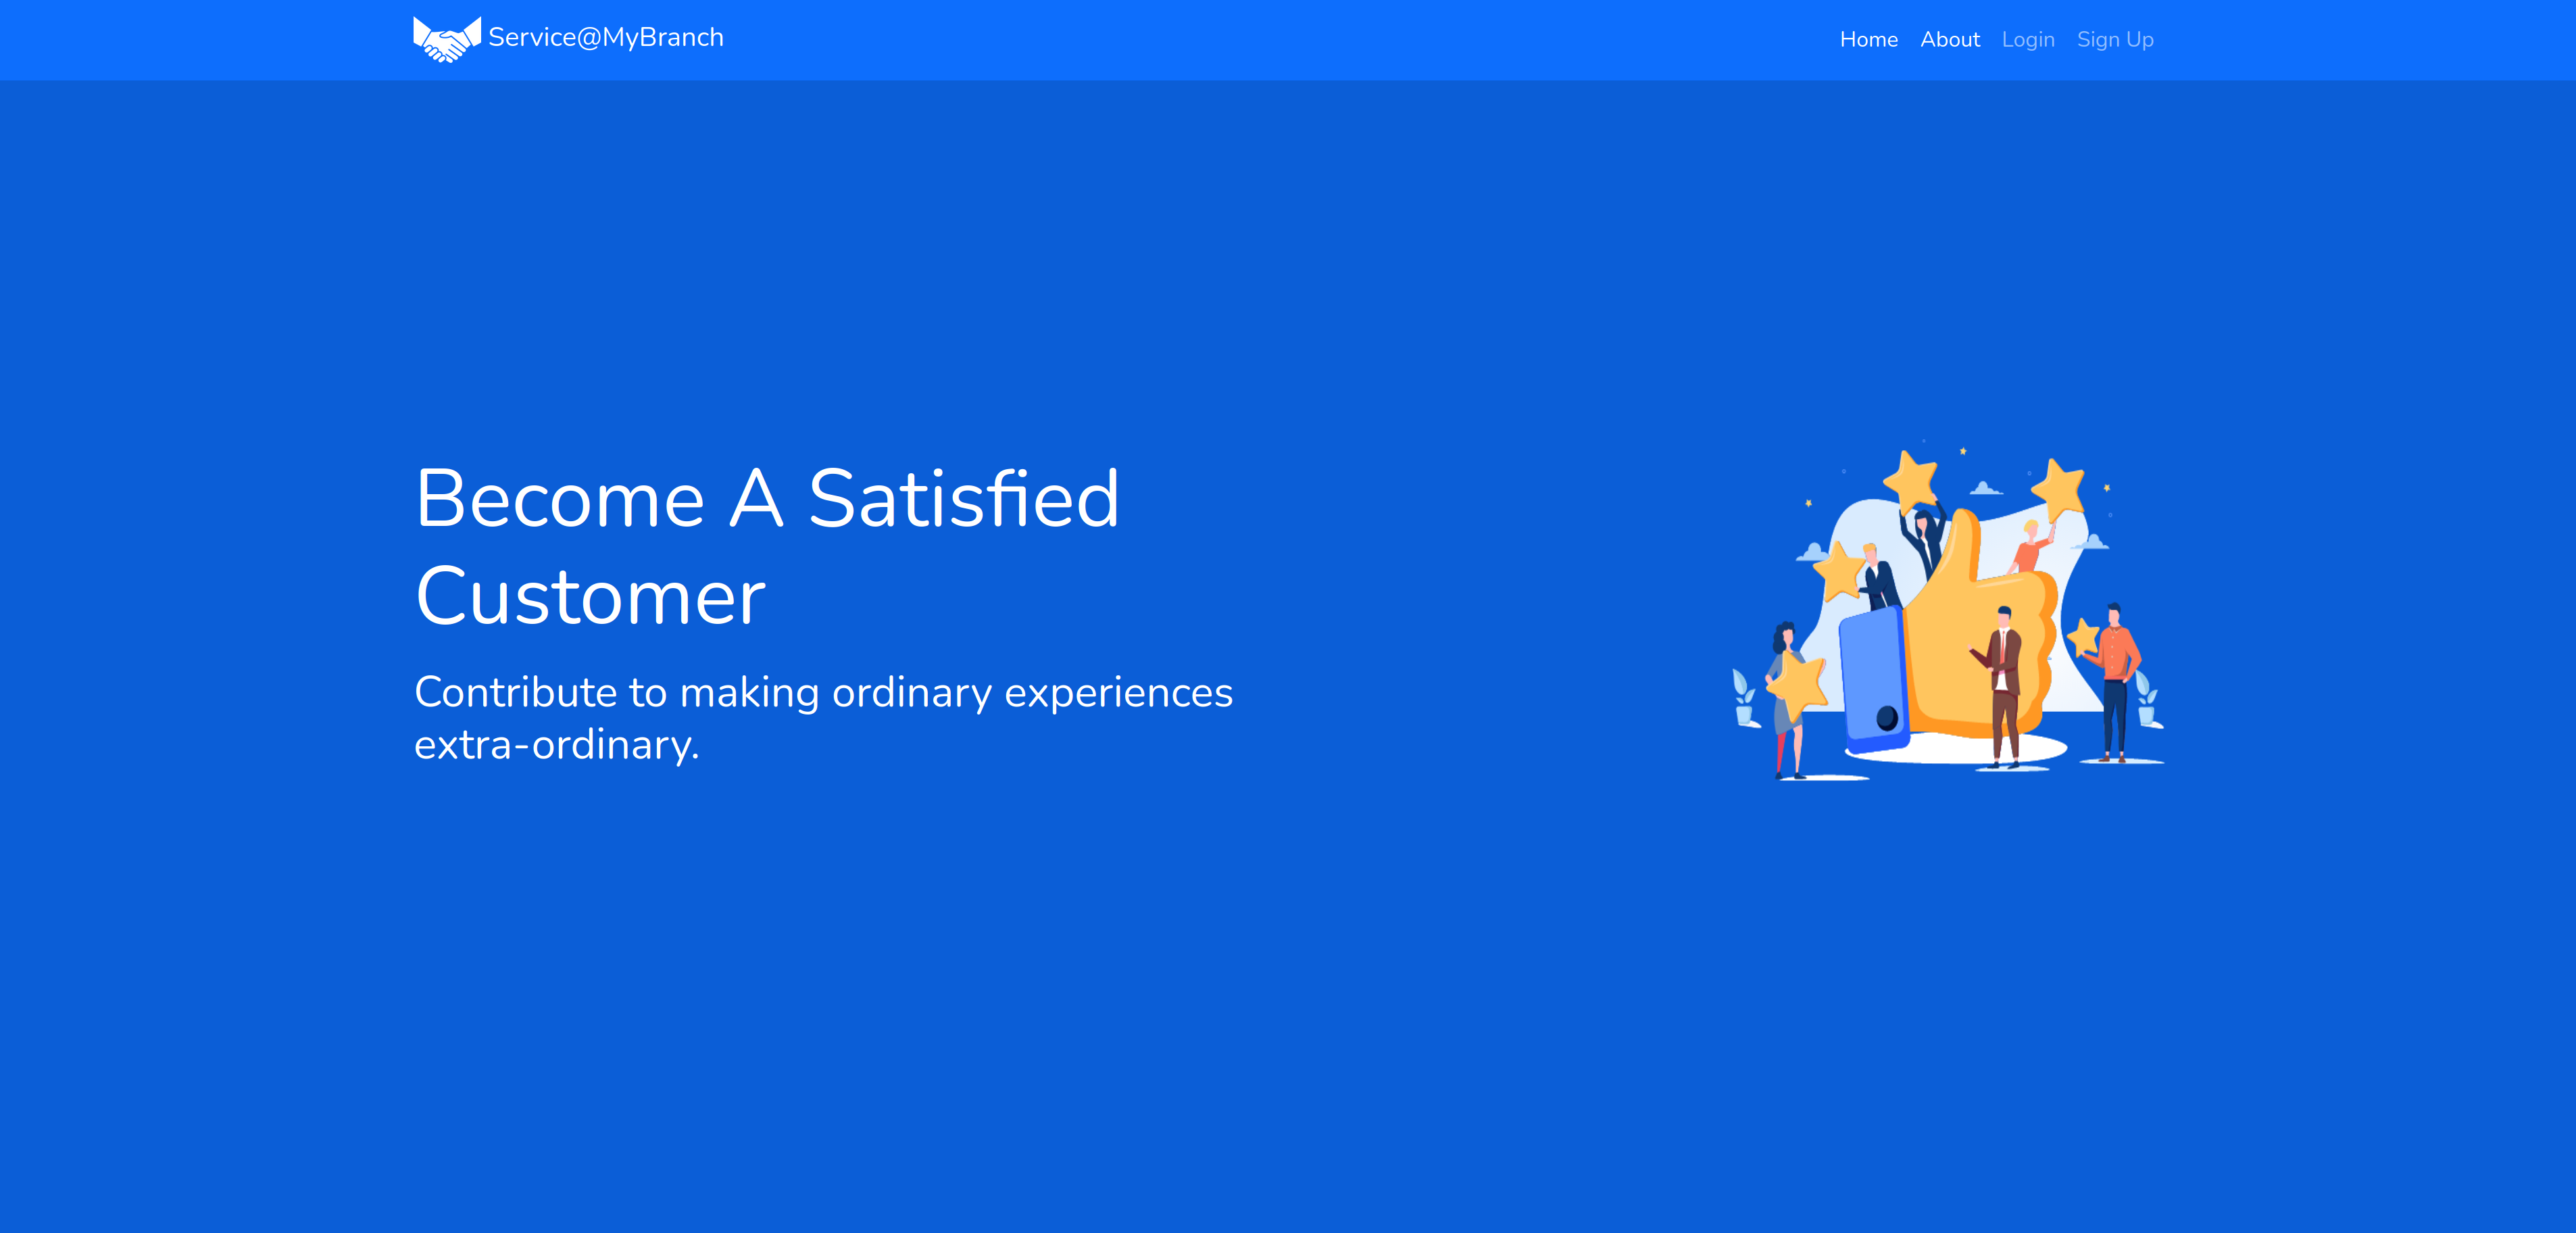 Service@MyBranch
Home About Login Sign Up
Become A Satisfied
Customer
Contribute to making ordinary experiences
extra-ordinary.